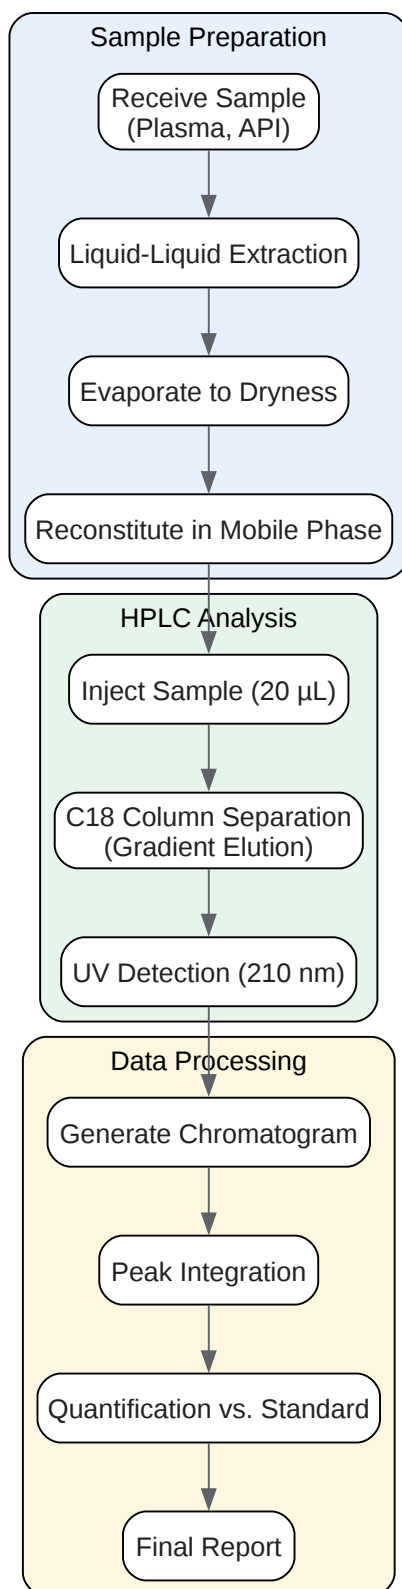 Sample Preparation
Receive Sample
(Plasma, API)
Liquid-Liquid Extraction
Evaporate to Dryness
Reconstitute in Mobile Phase
HPLC Analysis
Inject Sample (20 µL)
C18 Column Separation
(Gradient Elution)
UV Detection (210 nm)
Data Processing
Generate Chromatogram
Peak Integration
Quantification vs. Standard
Final Report